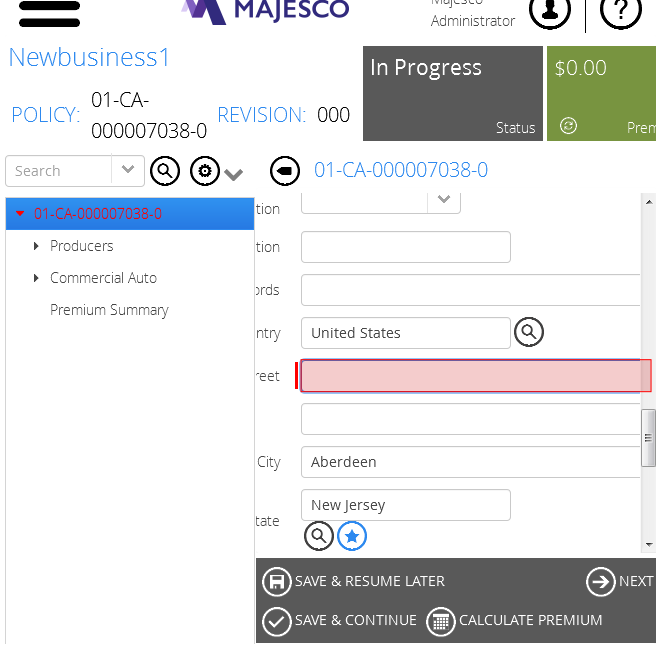 MAJESCO
Majesco
Administrator
?
Newbusiness1
In Progress
Status
$0.00
Prem
POLICY:
01-CA-
000007038-0
REVISION:
000
Search
01-CA-000007038-0
01-CA-000007038-0
Producers
Commercial Auto
Premium Summary
tion
tion
ords
ntry
United States
reet
City
Aberdeen
tate
New Jersey
SAVE & RESUME LATER
NEXT
SAVE & CONTINUE
CALCULATE PREMIUM